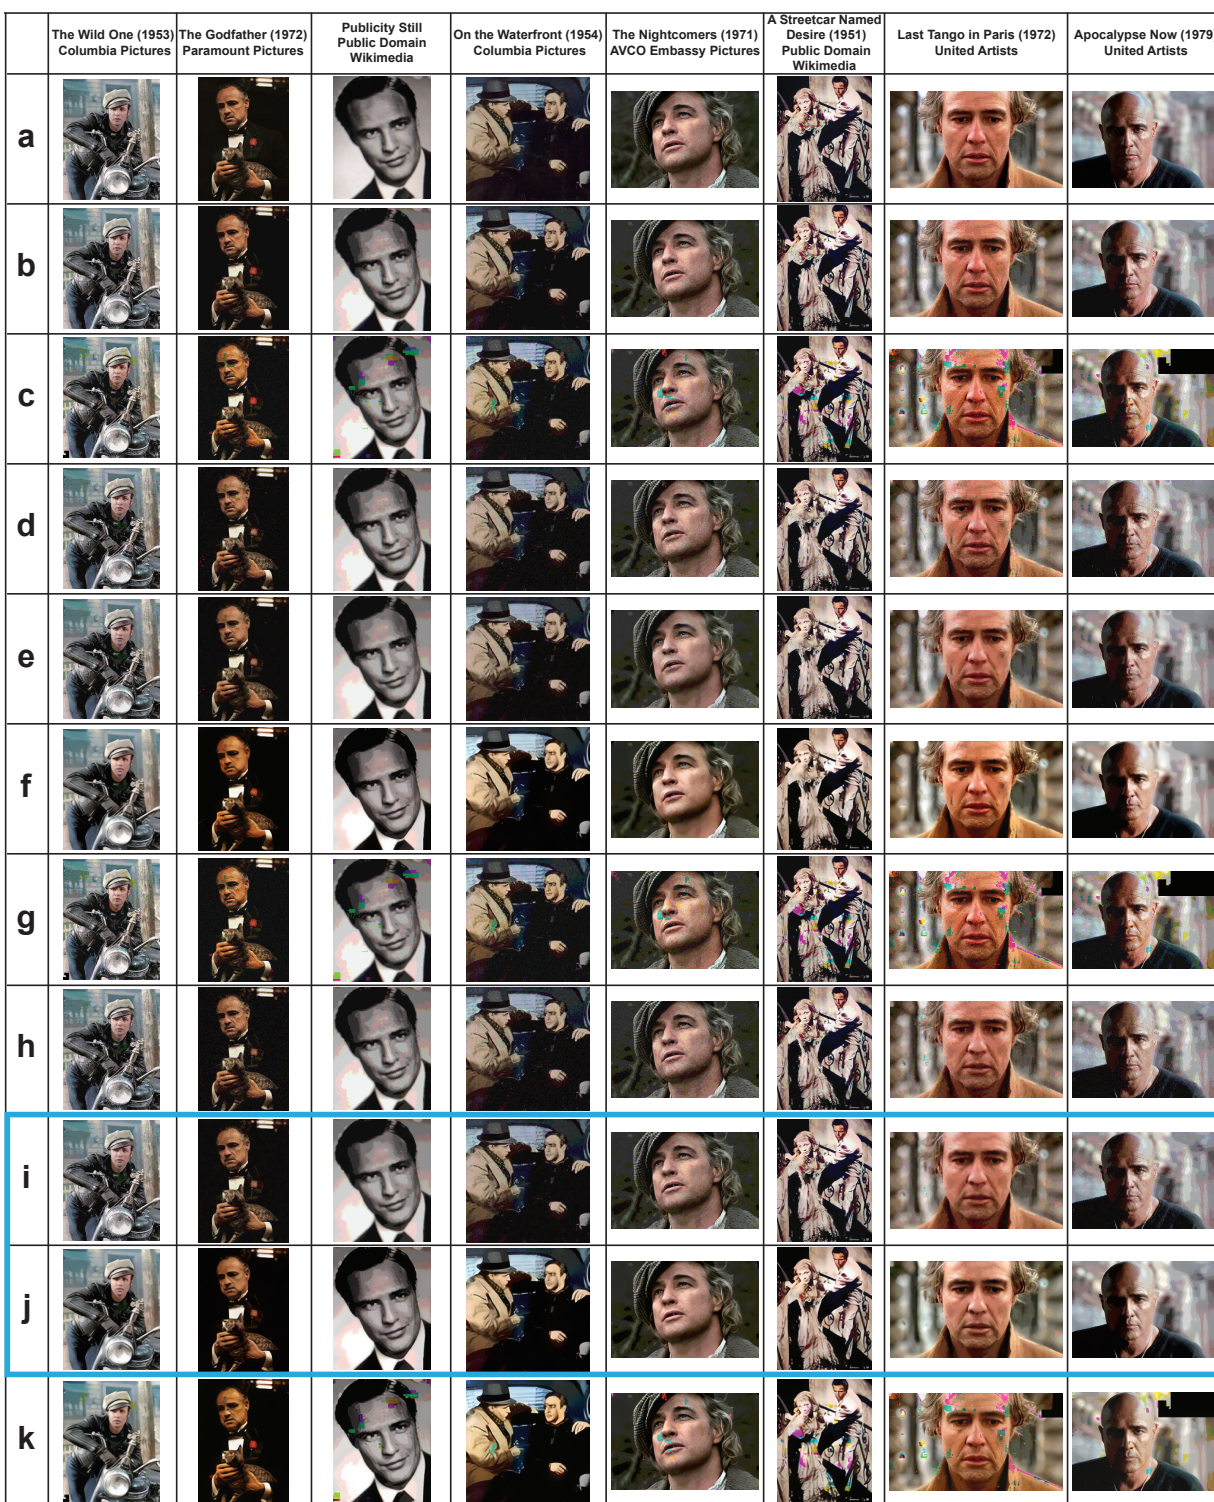 The Wild One (1953)
Columbia Pictures
The Godfather (1972)
Paramount Pictures
Publicity Still
Public Domain
Wikimedia
On the Waterfront (1954)
Columbia Pictures
The Nightcomers (1971)
AVCO Embassy Pictures
A Streetcar Named
Desire (1951)
Public Domain
Wikimedia
Last Tango in Paris (1972)
United Artists
Apocalypse Now (1979
United Artists
a
b
c
d
e
f
g
h
i
j
k